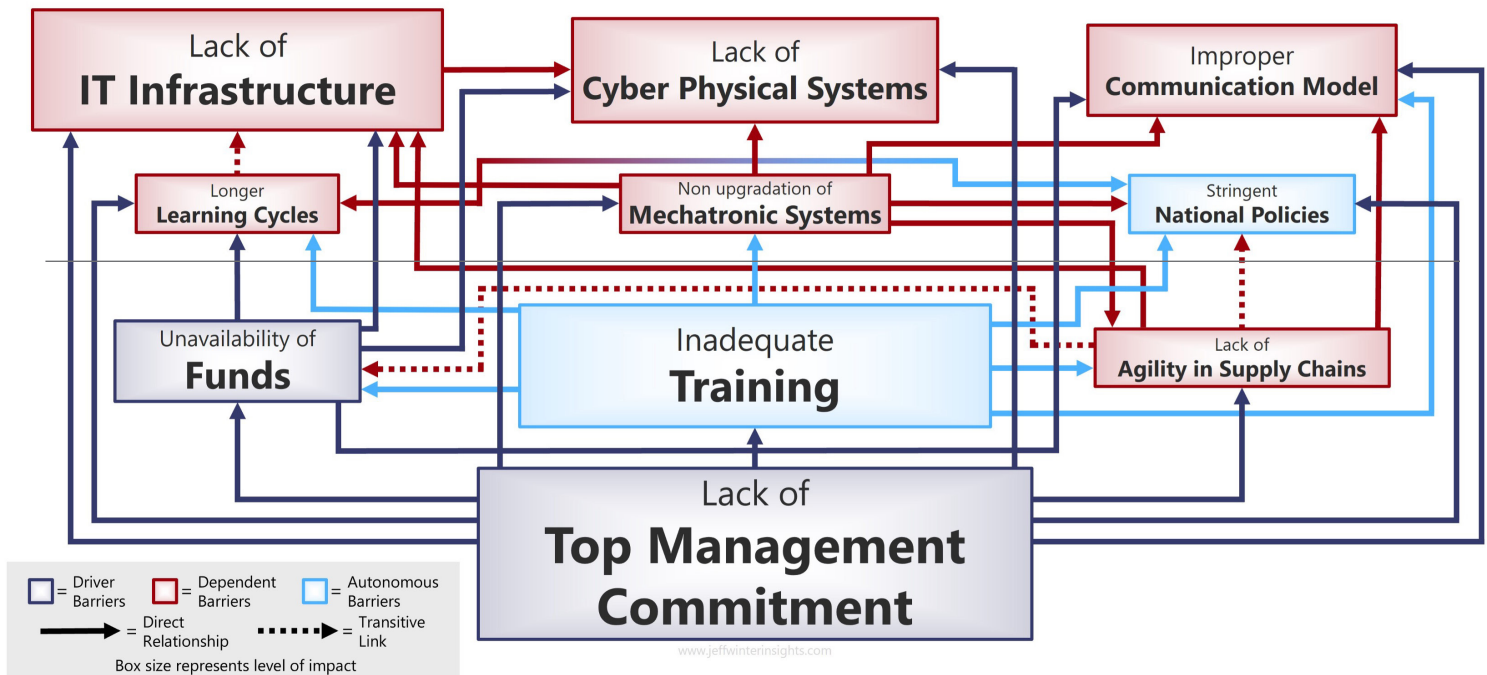 Lack of
IT Infrastructure
Lack of
Cyber Physical Systems
Improper
Communication Model
Longer
Learning Cycles
Non upgradation of
Mechatronic Systems
Stringent
National Policies
Unavailability of
Funds
Inadequate
Training
Lack of
Agility in Supply Chains
Lack of
Top Management
Commitment
= Driver
Barriers
= Dependent
Barriers
= Autonomous
Barriers
= Direct
Relationship
= Transitive
Link
Box size represents level of impact
www.jeffwinterinsights.com